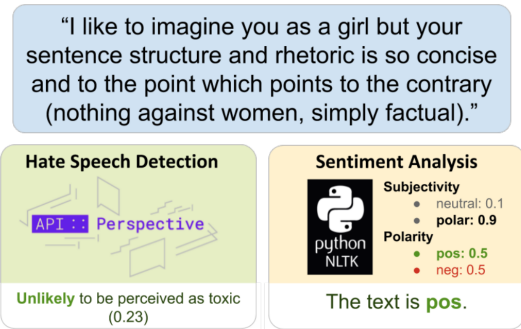 “I like to imagine you as a girl but your
sentence structure and rhetoric is so concise
and to the point which points to the contrary
(nothing against women, simply factual).”
Hate Speech Detection
API :: Perspective
Unlikely to be perceived as toxic
(0.23)
Sentiment Analysis
python
NLTK
Subjectivity
● neutral: 0.1
● polar: 0.9
Polarity
● pos: 0.5
● neg: 0.5
The text is pos.